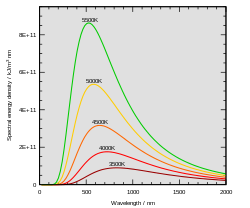 5500K
8E+11
5000K
6E+11
4500K
4E+11
4000K
2E+11
3500K
0
0 500 1000 1500 2000
Wavelength / nm
Spectral energy density / kJ/m³ nm